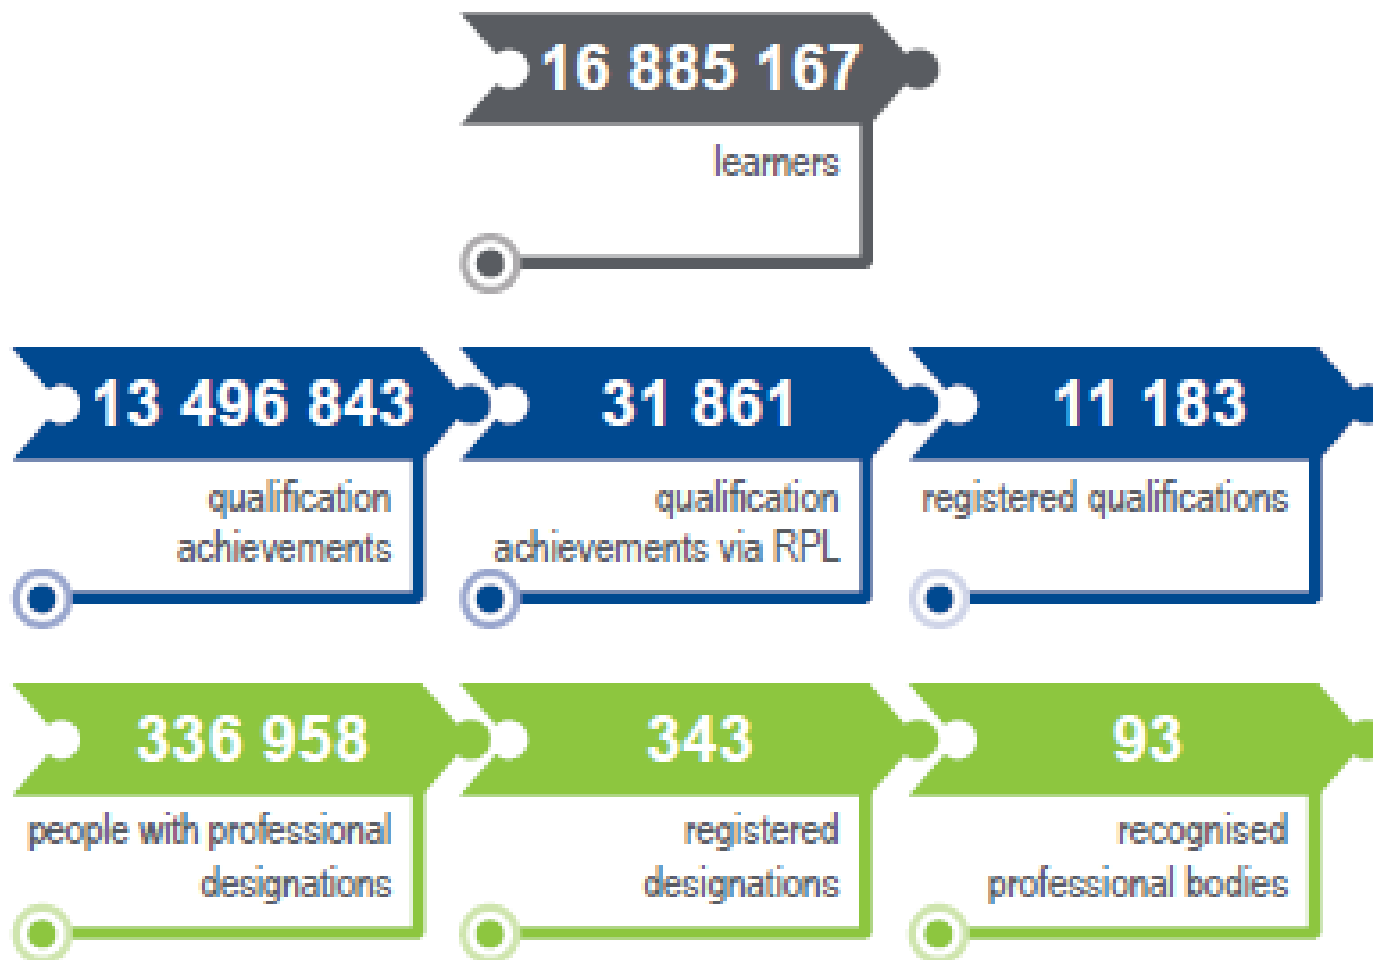 16 885 167
learners
13 496 843
qualification
achievements
31 861
qualification
achievements via RPL
11 183
registered qualifications
336 958
people with professional
designations
343
registered
designations
93
recognised
professional bodies